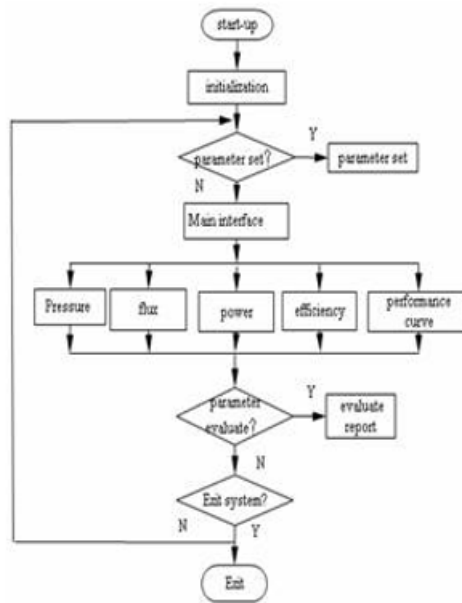 start-up
initialization
Y
parameter set?
parameter set
N
Main interface
Pressure
flux
power
efficiency
performance
curve
Y
parameter
evaluate?
evaluate
report
N
Exit system?
N
Y
Exit